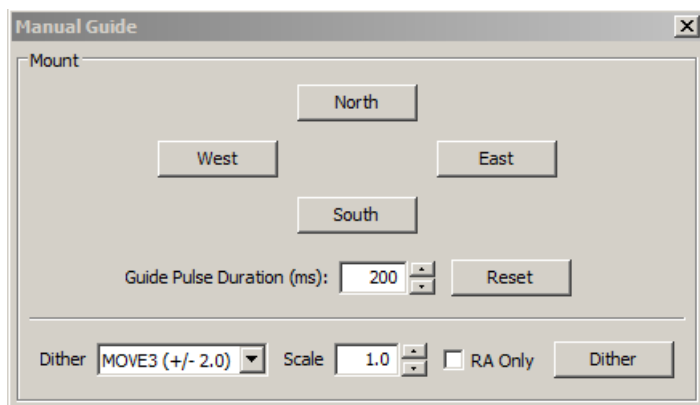 Manual Guide
Mount
North
West East
South
Guide Pulse Duration (ms): 200 Reset
Dither MOVE3 (+/- 2.0) Scale 1.0 RA Only Dither